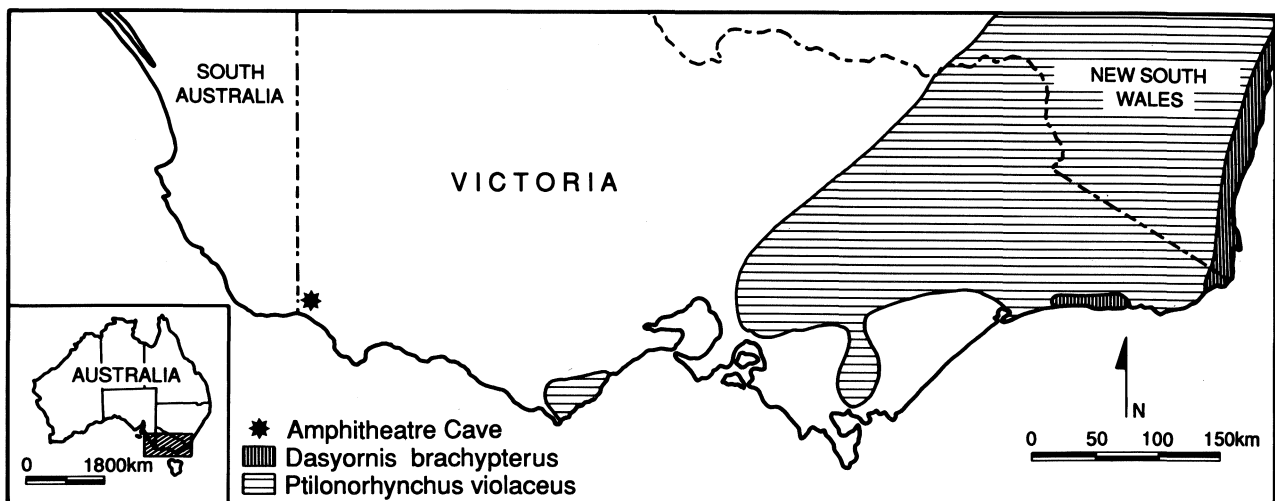 SOUTH
AUSTRALIA
NEW SOUTH
WALES
VICTORIA
AUSTRALIA
0 1800km
Amphitheatre Cave
Dasyornis brachypterus
Ptilonorhynchus violaceus
N
0 50 100 150km